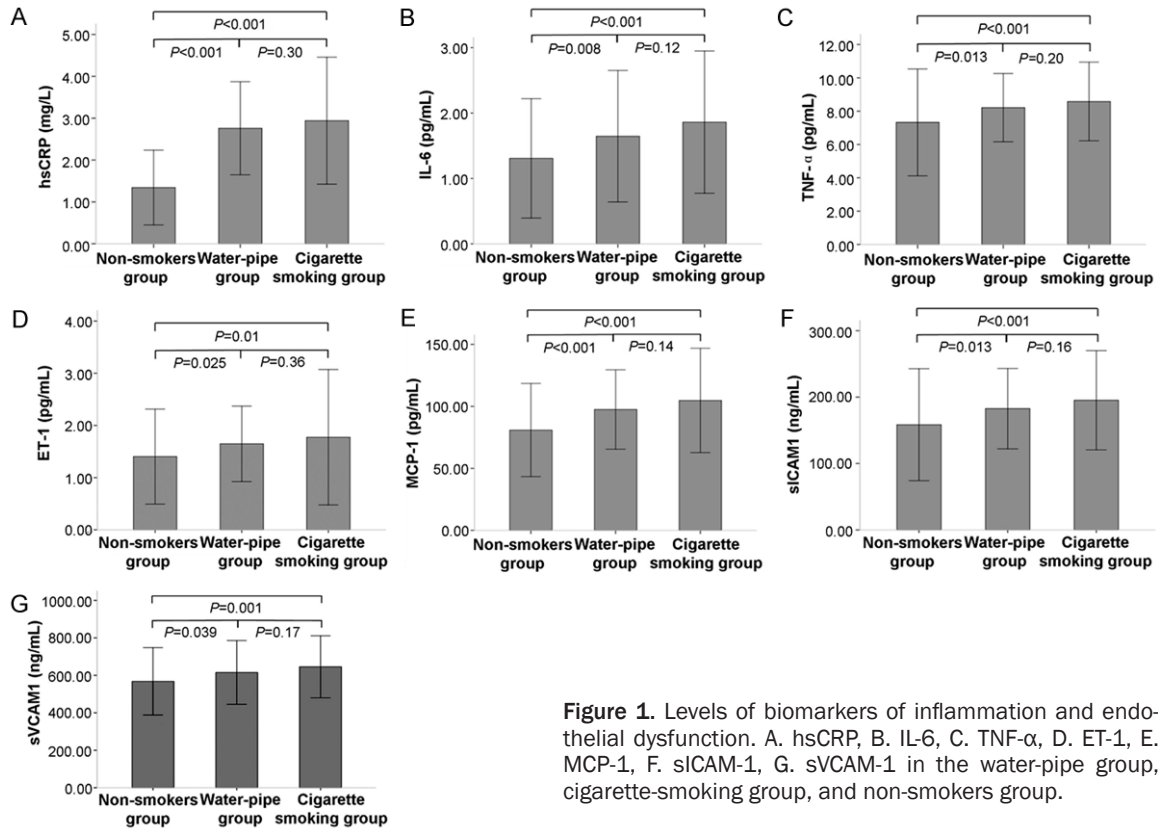 A
P<0.001
P<0.001
P=0.30
hsCRP (mg/L)
5.00
4.00
3.00
2.00
1.00
0.00
Non-smokers group
Water-pipe group
Cigarette smoking group
B
P<0.001
P=0.008
P=0.12
IL-6 (pg/mL)
3.00
2.00
1.00
0.00
Non-smokers group
Water-pipe group
Cigarette smoking group
C
P<0.001
P=0.013
P=0.20
TNF-α (pg/mL)
12.00
10.00
8.00
6.00
4.00
2.00
0.00
Non-smokers group
Water-pipe group
Cigarette smoking group
D
P=0.01
P=0.025
P=0.36
ET-1 (pg/mL)
4.00
3.00
2.00
1.00
0.00
Non-smokers group
Water-pipe group
Cigarette smoking group
E
P<0.001
P<0.001
P=0.14
MCP-1 (pg/mL)
150.00
100.00
50.00
0.00
Non-smokers group
Water-pipe group
Cigarette smoking group
F
P<0.001
P=0.013
P=0.16
sICAM1 (ng/mL)
300.00
200.00
100.00
0.00
Non-smokers group
Water-pipe group
Cigarette smoking group
G
P=0.001
P=0.039
P=0.17
sVCAM1 (ng/mL)
1000.00
800.00
600.00
400.00
200.00
0.00
Non-smokers group
Water-pipe group
Cigarette smoking group
Figure 1. Levels of biomarkers of inflammation and endo-
thelial dysfunction. A. hsCRP, B. IL-6, C. TNF-α, D. ET-1, E.
MCP-1, F. sICAM-1, G. sVCAM-1 in the water-pipe group,
cigarette-smoking group, and non-smokers group.